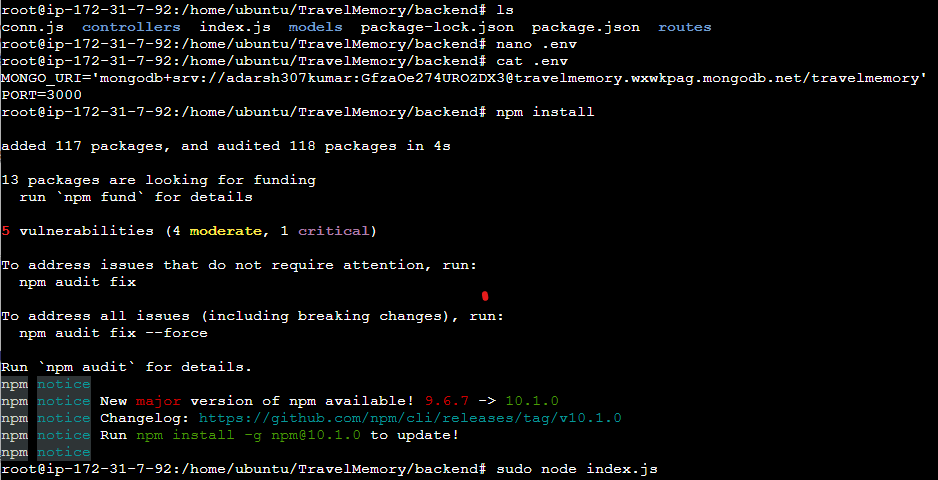 root@ip-172-31-7-92:/home/ubuntu/TravelMemory/backend# ls
conn.js controllers index.js models package-lock.json package.json routes
root@ip-172-31-7-92:/home/ubuntu/TravelMemory/backend# nano .env
root@ip-172-31-7-92:/home/ubuntu/TravelMemory/backend# cat .env
MONGO_URI='mongodb+srv://adarsh307kumar:GfzaOe274UROZDX3@travelmemory.wxwkpag.mongodb.net/travelmemory'
PORT=3000
root@ip-172-31-7-92:/home/ubuntu/TravelMemory/backend# npm install
added 117 packages, and audited 118 packages in 4s
13 packages are looking for funding
run `npm fund` for details
5 vulnerabilities (4 moderate, 1 critical)
To address issues that do not require attention, run:
npm audit fix
To address all issues (including breaking changes), run:
npm audit fix --force
Run `npm audit` for details.
npm notice
npm notice New major version of npm available! 9.6.7 -> 10.1.0
npm notice Changelog: https://github.com/npm/cli/releases/tag/v10.1.0
npm notice Run npm install -g npm@10.1.0 to update!
npm notice
root@ip-172-31-7-92:/home/ubuntu/TravelMemory/backend# sudo node index.js